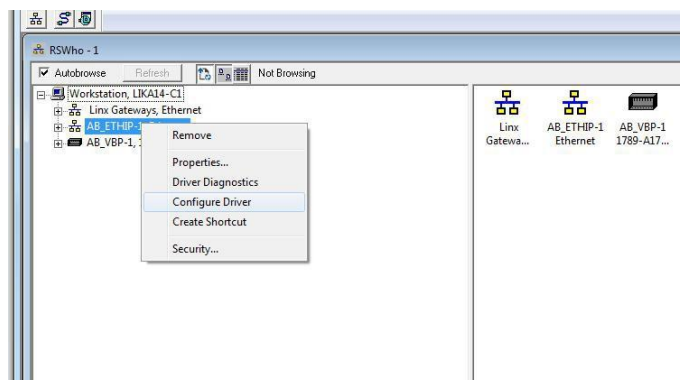 RSWho - 1
Autobrowse Refresh Not Browsing
Workstation, LIKA14-C1
Linx Gateways, Ethernet
AB_ETHIP-1,
AB_VBP-1,
Remove
Properties...
Driver Diagnostics
Configure Driver
Create Shortcut
Security...
Linx
Gatewa...
AB_ETHIP-1
Ethernet
AB_VBP-1
1789-A17...